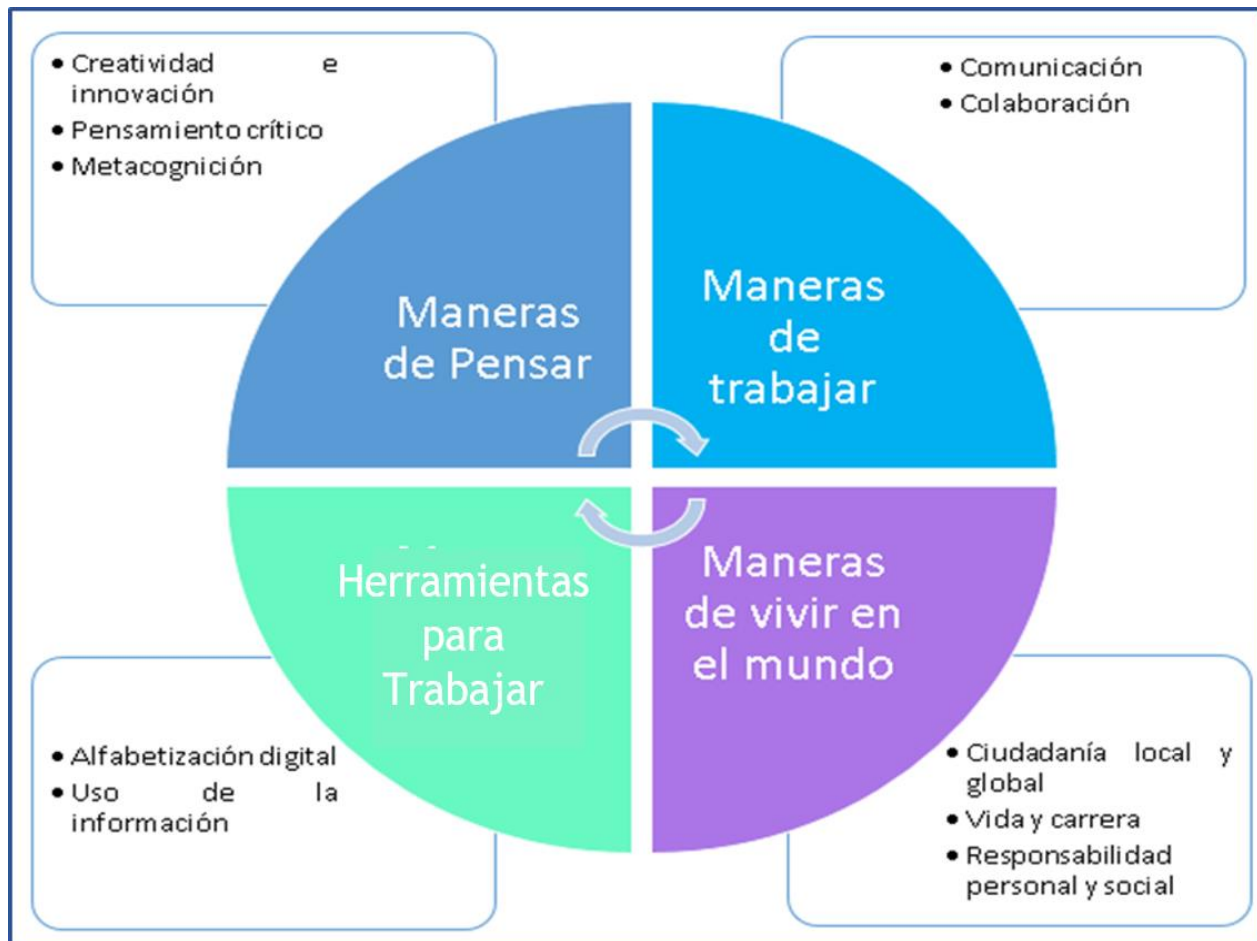 • Creatividad e
innovación
• Pensamiento crítico
• Metacognición
• Comunicación
• Colaboración
Maneras
de Pensar
Maneras
de
trabajar
Herramientas
para
Trabajar
Maneras
de vivir en
el mundo
• Alfabetización digital
• Uso de la
información
• Ciudadanía local y
global
• Vida y carrera
• Responsabilidad
personal y social